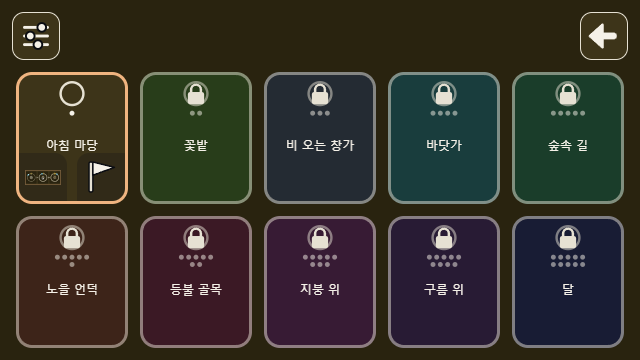 아침 마당
꽃밭
비 오는 창가
바닷가
숲속 길
노을 언덕
등불 골목
지붕 위
구름 위
달